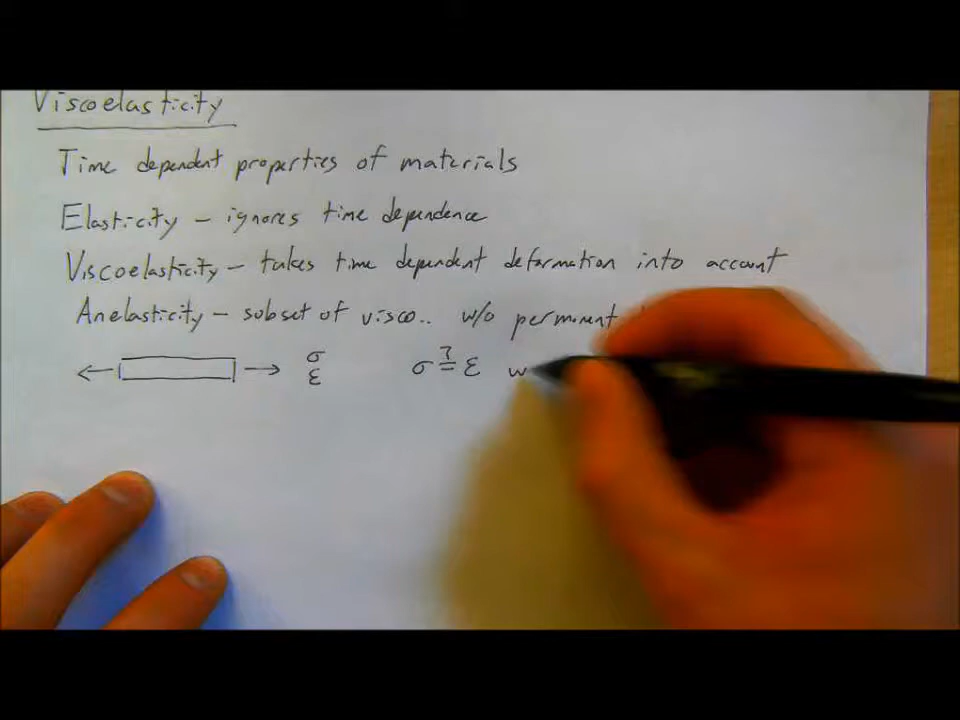 Viscoelasticity
Time dependent properties of materials
Elasticity - ignores time dependence
Viscoelasticity - takes time dependent deformation into account
Anelasticity - subset of visco.. w/o perminent
σ
ε
σ ?= ε w